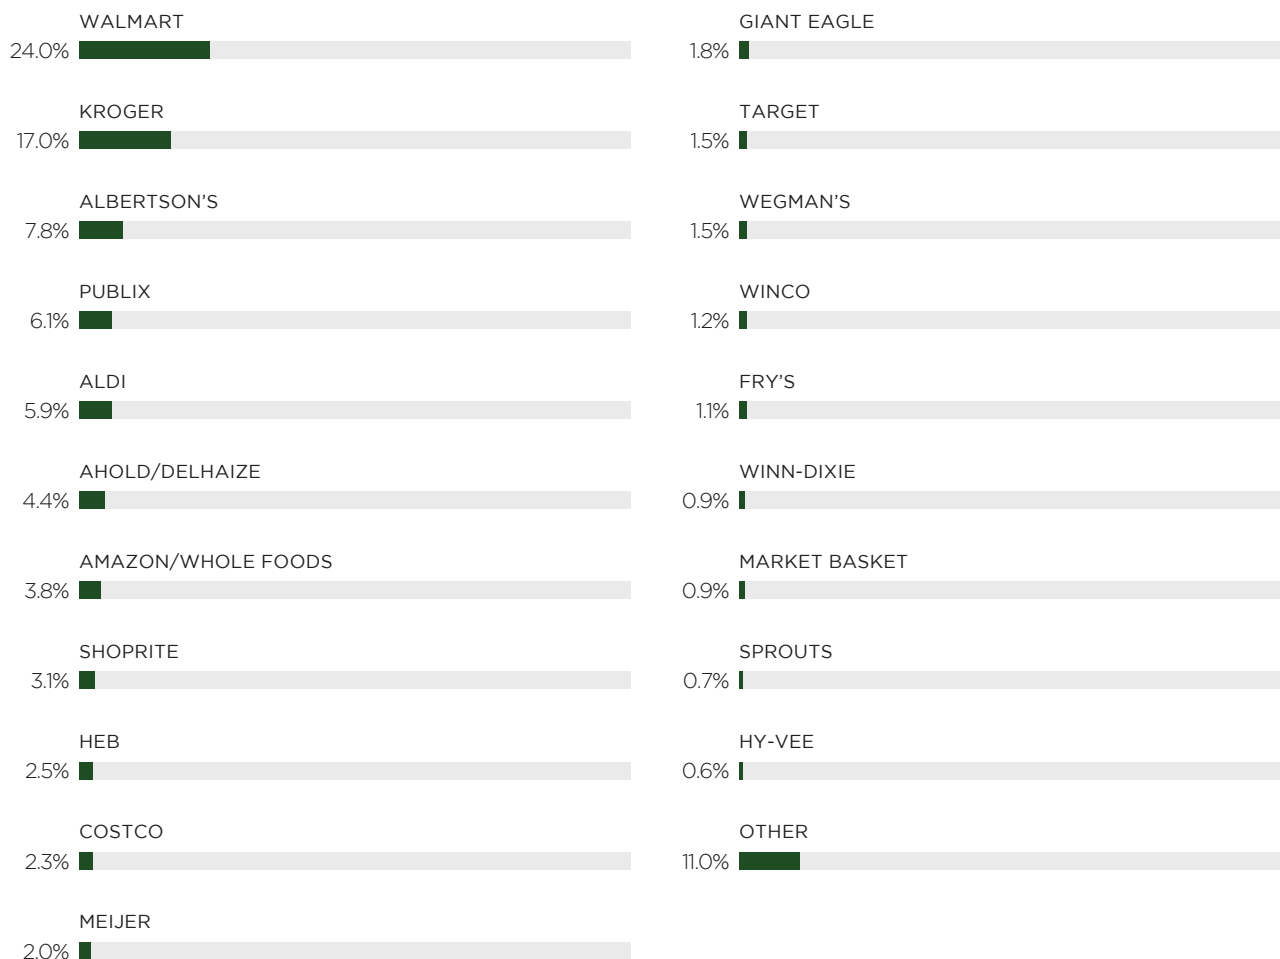 WALMART
24.0%
KROGER
17.0%
ALBERTSON’S
7.8%
PUBLIX
6.1%
ALDI
5.9%
AHOLD/DELHAIZE
4.4%
AMAZON/WHOLE FOODS
3.8%
SHOPRITE
3.1%
HEB
2.5%
COSTCO
2.3%
MEIJER
2.0%
GIANT EAGLE
1.8%
TARGET
1.5%
WEGMAN’S
1.5%
WINCO
1.2%
FRY’S
1.1%
WINN-DIXIE
0.9%
MARKET BASKET
0.9%
SPROUTS
0.7%
HY-VEE
0.6%
OTHER
11.0%